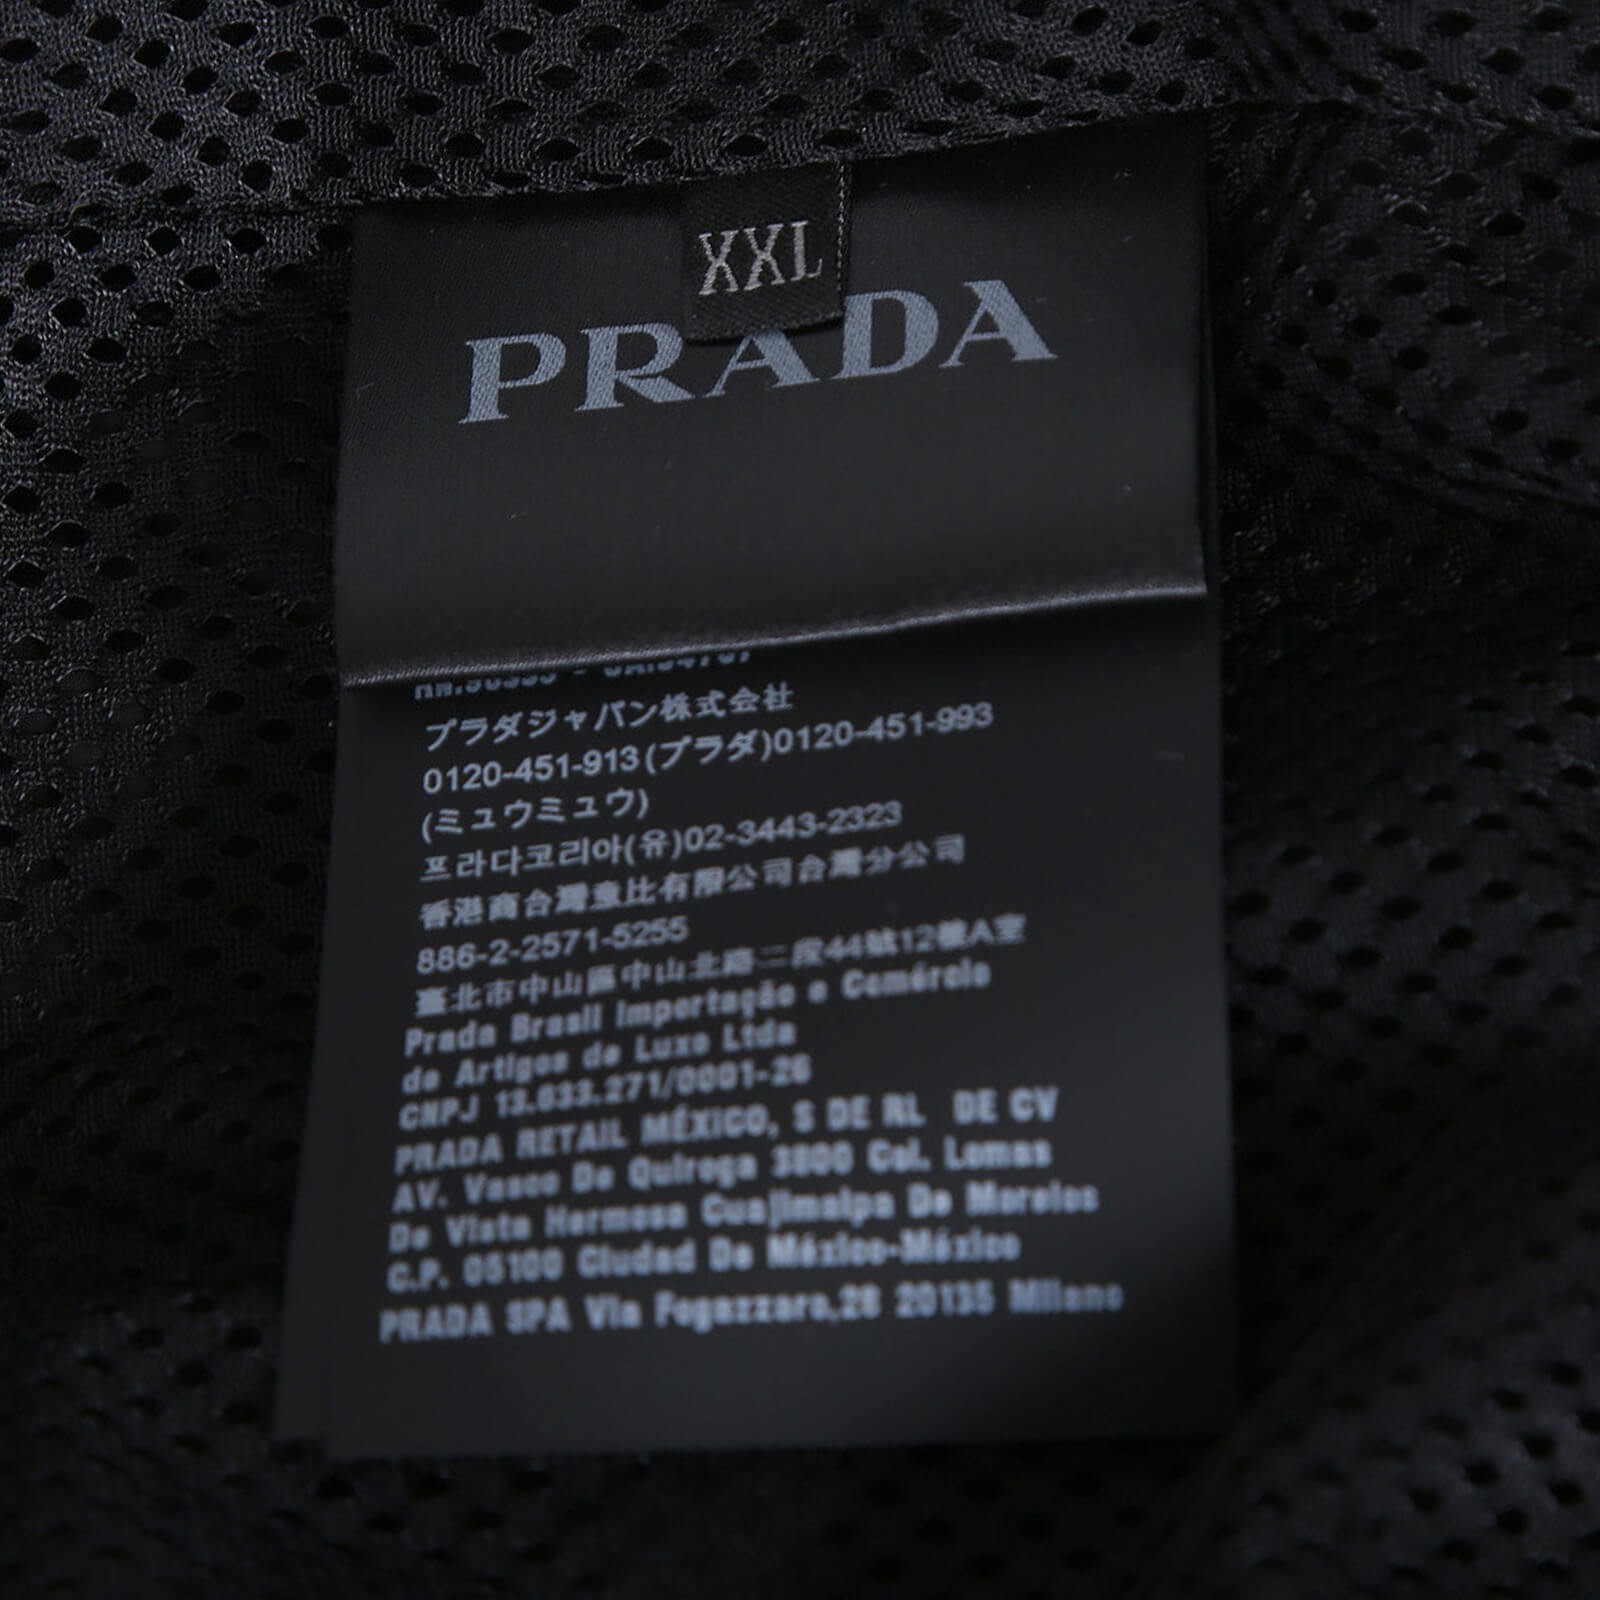 XXL
PRADA
プラダジャパン株式会社
0120-451-913(プラダ)0120-451-993
(ミュウミュウ)
프라다코리아(유)02-3443-2323
香港商台灣意比有限公司台灣分公司
886-2-2571-5255
臺北市中山區中山北路二段44號12樓A室
Prada Brasil Importação e Comércio
de Artigos de Luxo Ltda
CNPJ 13.633.271/0001-26
PRADA RETAIL MÉXICO, S DE RL DE CV
AV. Vasco De Quiroga 3800 Col. Lomas
De Vista Hermosa Cuajimalpa De Morelos
C.P. 05100 Ciudad De México-México
PRADA SPA Via Fogazzaro,28 20135 Milano